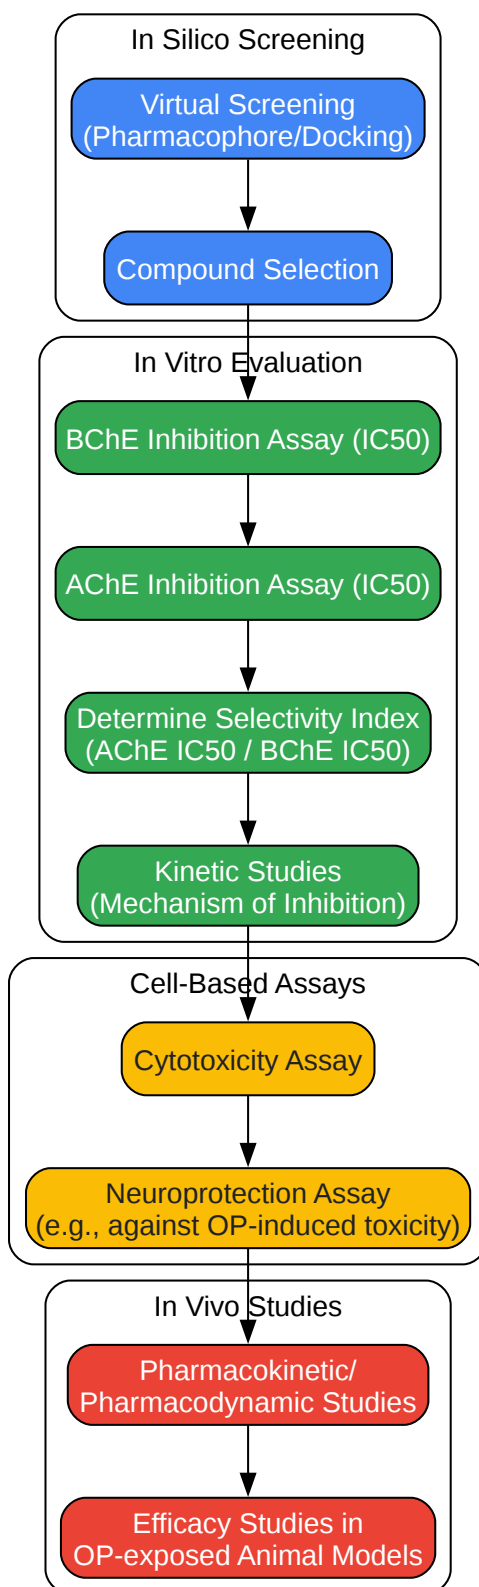 In Silico Screening
Virtual Screening
(Pharmacophore/Docking)
Compound Selection
In Vitro Evaluation
BChE Inhibition Assay (IC50)
AChE Inhibition Assay (IC50)
Determine Selectivity Index
(AChE IC50 / BChE IC50)
Kinetic Studies
(Mechanism of Inhibition)
Cell-Based Assays
Cytotoxicity Assay
Neuroprotection Assay
(e.g., against OP-induced toxicity)
In Vivo Studies
Pharmacokinetic/
Pharmacodynamic Studies
Efficacy Studies in
OP-exposed Animal Models